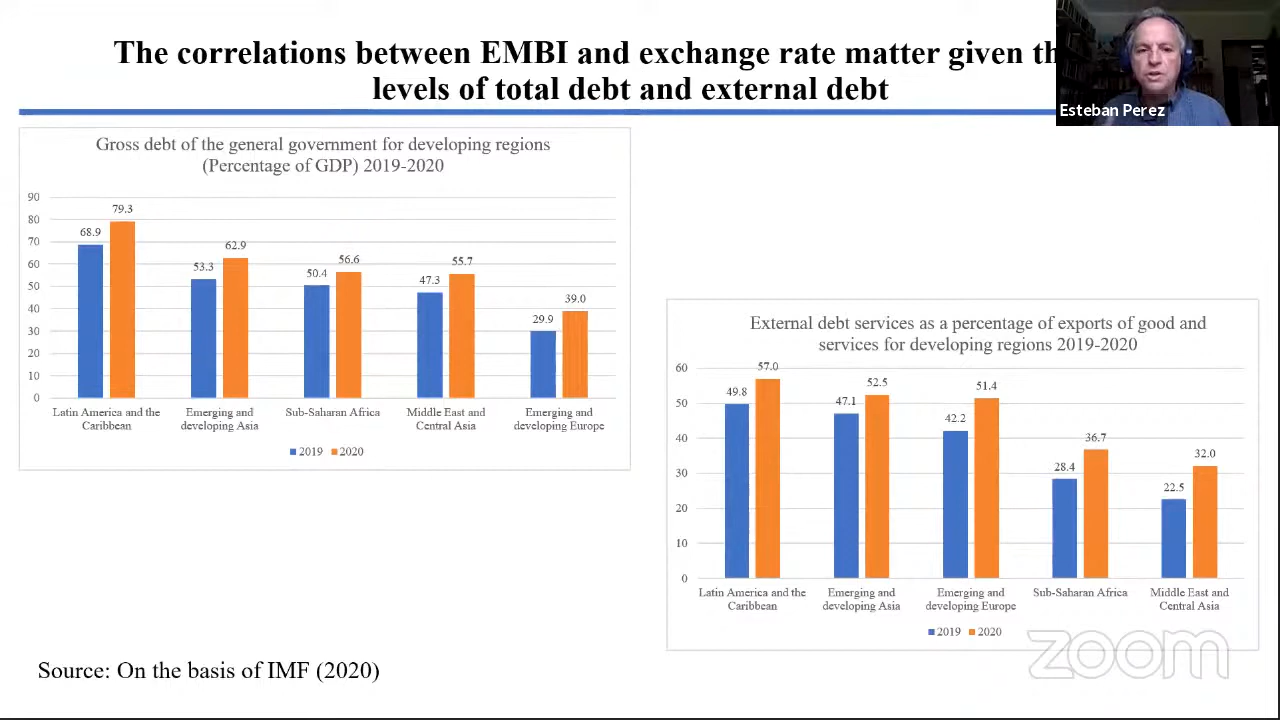 The correlations between EMBI and exchange rate matter given
levels of total debt and external debt
Esteban Perez
Gross debt of the general government for developing regions
(Percentage of GDP) 2019-2020
90
80
70
60
50
40
30
20
10
0
68.9
79.3
53.3
62.9
50.4
56.6
47.3
55.7
29.9
39.0
Latin America and the
Caribbean
Emerging and
developing Asia
Sub-Saharan Africa
Middle East and
Central Asia
Emerging and
developing Europe
2019 2020
External debt services as a percentage of exports of good and
services for developing regions 2019-2020
60
50
40
30
20
10
0
49.8
57.0
47.1
52.5
42.2
51.4
28.4
36.7
22.5
32.0
Latin America and the
Caribbean
Emerging and
developing Asia
Emerging and
developing Europe
Sub-Saharan Africa
Middle East and
Central Asia
2019 2020
zoom
Source: On the basis of IMF (2020)